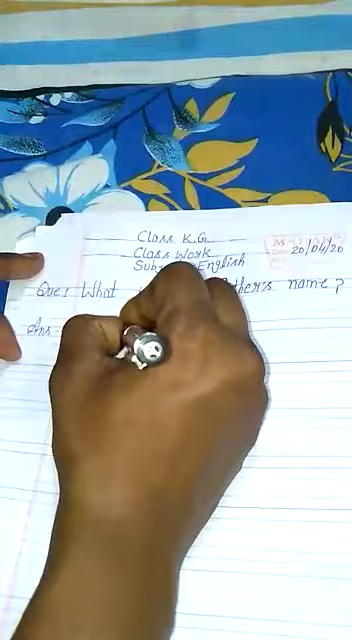 Class K.G.
Class Work
20/04/20
Sub English
Que: What thers name?
Ans